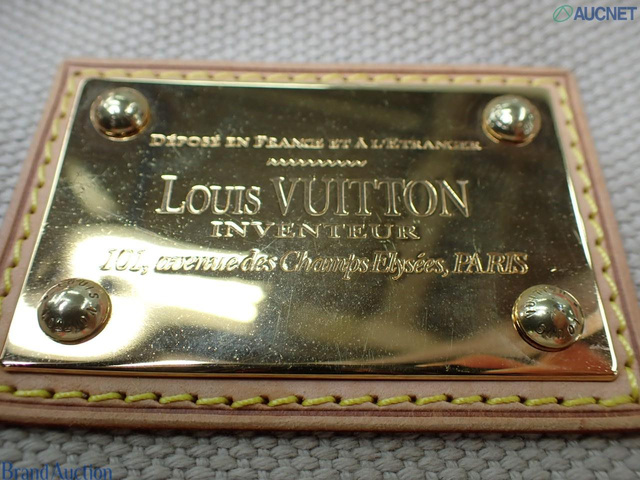 AUCNET
DÉPOSÉ EN FRANCE ET À L'ÉTRANGER
LOUIS VUITTON
INVENTEUR
101, avenue des Champs Elysées, PARIS
Brand Auction